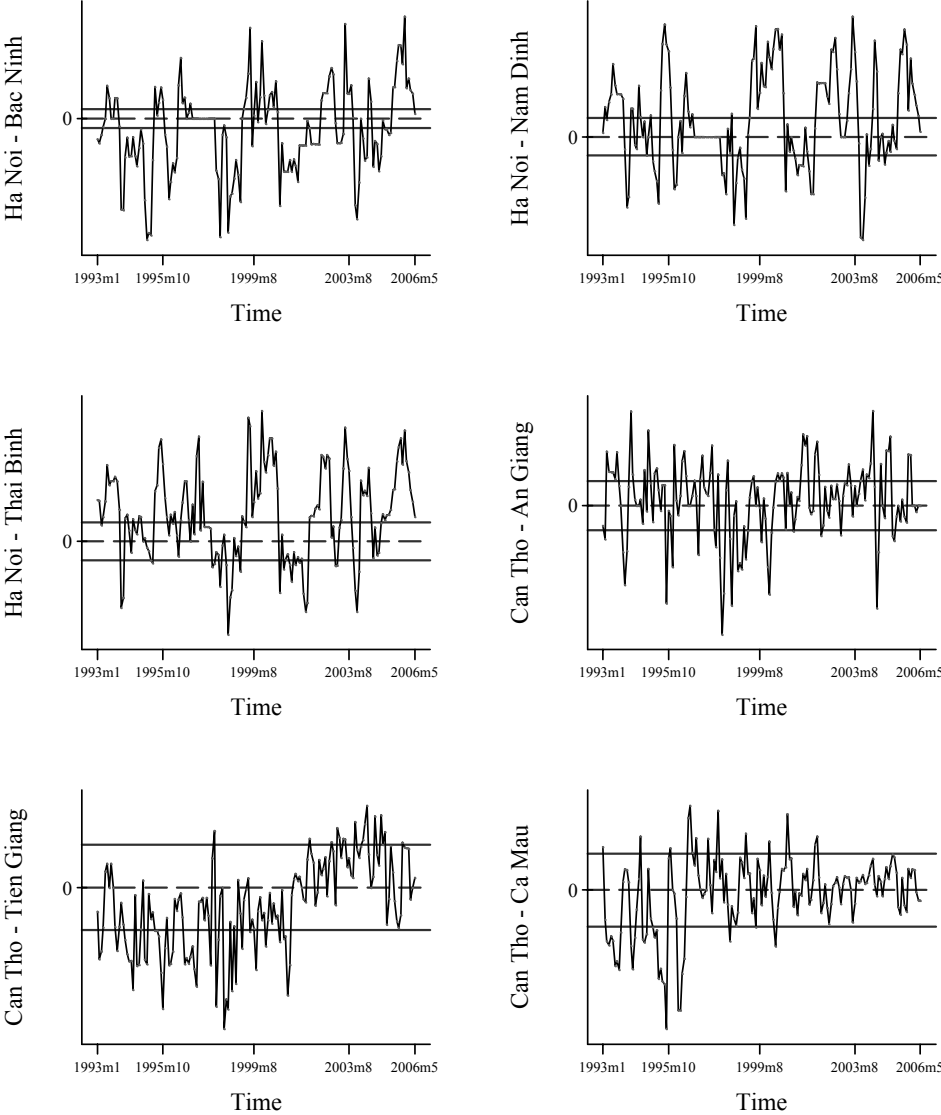 Ha Noi - Bac Ninh
0
1993m1 1995m10 1999m8 2003m8 2006m5
Time
Ha Noi - Nam Dinh
0
1993m1 1995m10 1999m8 2003m8 2006m5
Time
Ha Noi - Thai Binh
0
1993m1 1995m10 1999m8 2003m8 2006m5
Time
Can Tho - An Giang
0
1993m1 1995m10 1999m8 2003m8 2006m5
Time
Can Tho - Tien Giang
0
1993m1 1995m10 1999m8 2003m8 2006m5
Time
Can Tho - Ca Mau
0
1993m1 1995m10 1999m8 2003m8 2006m5
Time